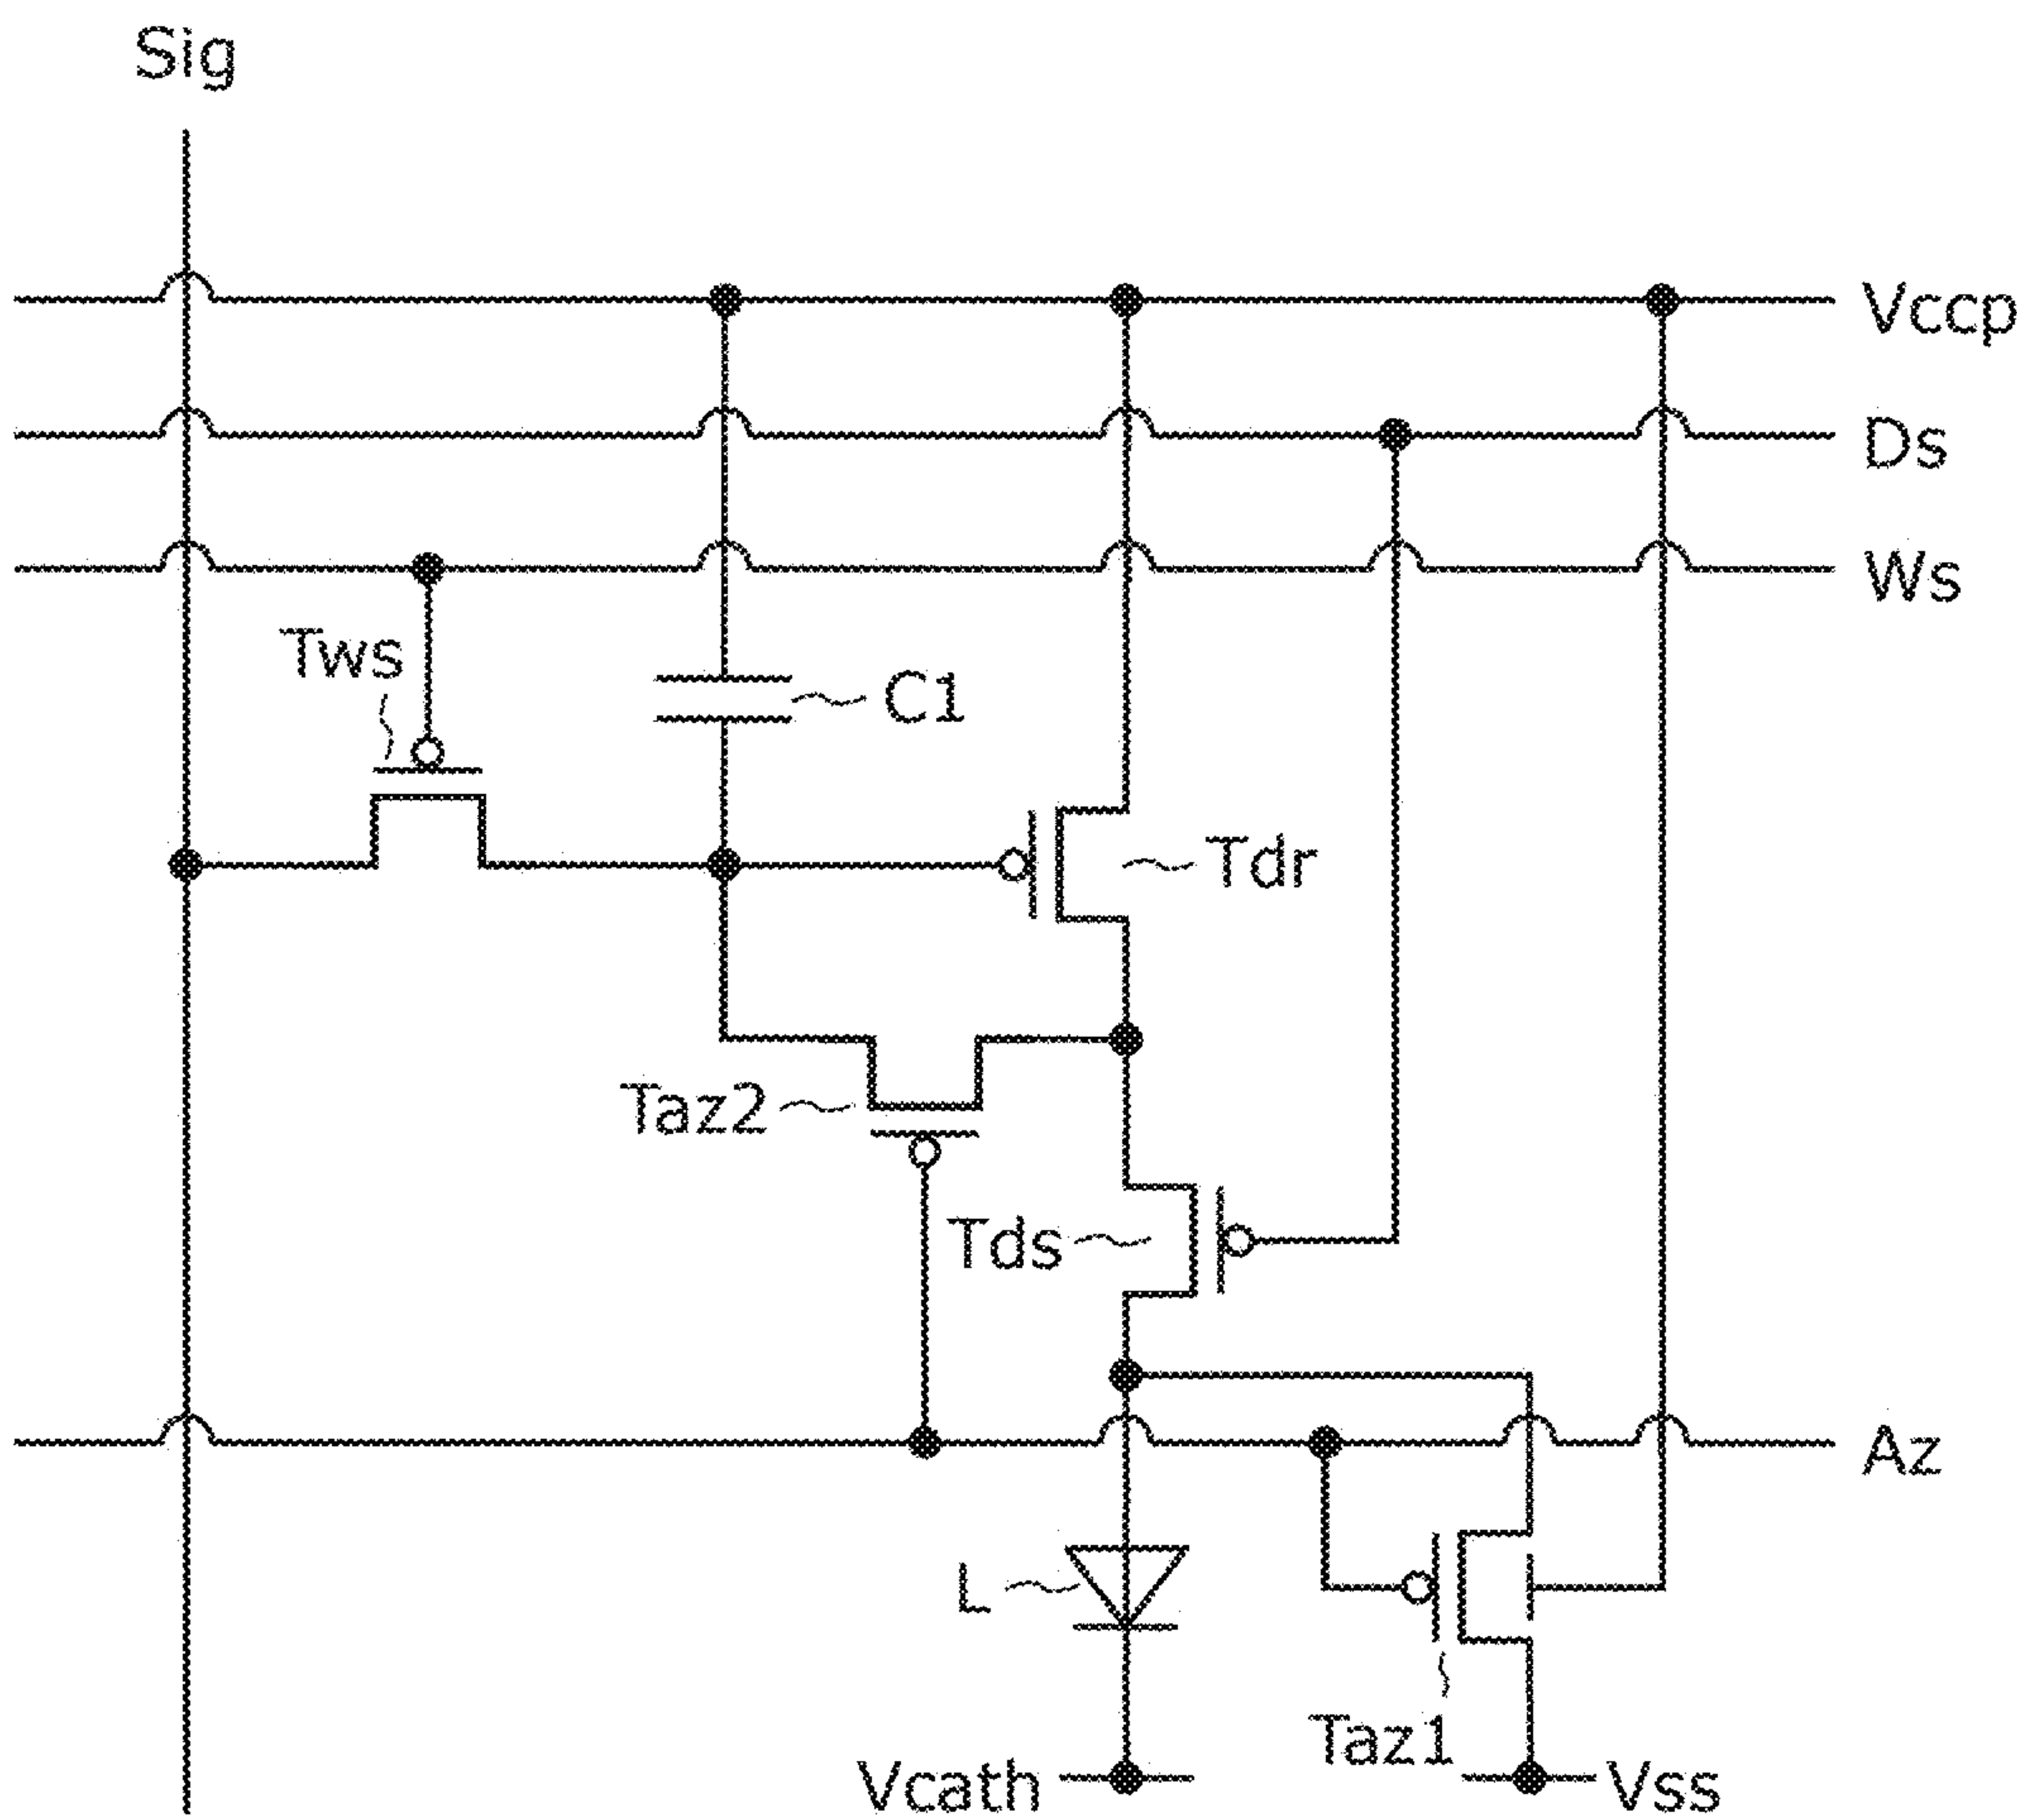 Sig
Vccp
Ds
Ws
Tws
C1
Tdr
Taz2
Tds
Az
L
Taz1
Vcath
Vss